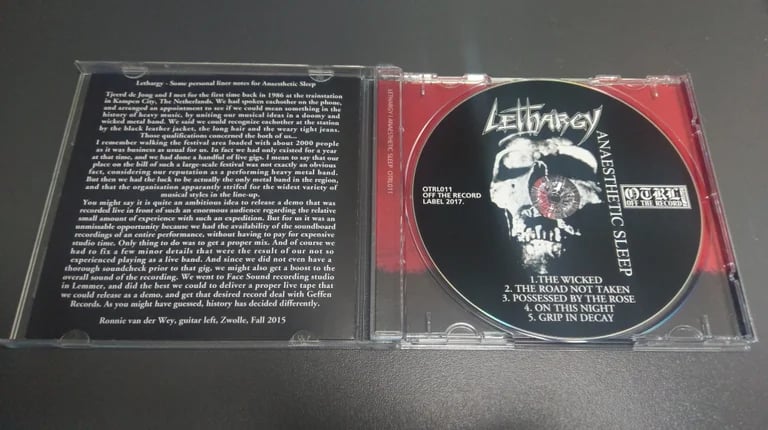 Lethargy - Some personal liner notes for Anaesthetic Sleep
Tjeerd de Jong and I met for the first time back in 1986 at the trainstation
in Kampen City, The Netherlands. We had spoken eachother on the phone,
and arranged an appointment to see if we could mean something in the
history of heavy music, by uniting our musical ideas in a doomy and
wicked metal band. We said we could recognize eachother at the station
by the black leather jacket, the long hair and the weary tight jeans.
Those qualifications concerned the both of us...
I remember walking the festival area loaded with about 2000 people
as it was business as usual for us. In fact we had only existed for a year
at that time, and we had done a handful of live gigs. I mean to say that our
place on the bill of such a large-scale festival was not exactly an obvious
fact, considering our reputation as a performing heavy metal band.
But then we had the luck to be actually the only metal band in the region,
and that the organisation apparantly strifed for the widest variety of
musical styles in the line-up.
You might say it is quite an ambitious idea to release a demo that was
recorded live in front of such an enormous audience regarding the relative
small amount of experience with such an expedition. But for us it was an
unmissable opportunity because we had the availability of the soundboard
recordings of an entire performance, without having to pay for expensive
studio time. Only thing to do was to get a proper mix. And of course we
had to fix a few minor details that were the result of our not so
experienced playing as a live band. And since we did not even have a
thorough soundcheck prior to that gig, we might also get a boost to the
overall sound of the recording. We went to Face Sound recording studio
in Lemmer, and did the best we could to deliver a proper live tape that
we could release as a demo, and get that desired record deal with Geffen
Records. As you might have guessed, history has decided differently.
Ronnie van der Wey, guitar left, Zwolle, Fall 2015
LETHARGY / ANAESTHETIC SLEEP OTRL011
LETHARGY
ANAESTHETIC SLEEP
OTRL011
OFF THE RECORD
LABEL 2017.
OTRL
OFF THE RECORD
1.THE WICKED
2. THE ROAD NOT TAKEN
3. POSSESSED BY THE ROSE
4. ON THIS NIGHT
5. GRIP IN DECAY